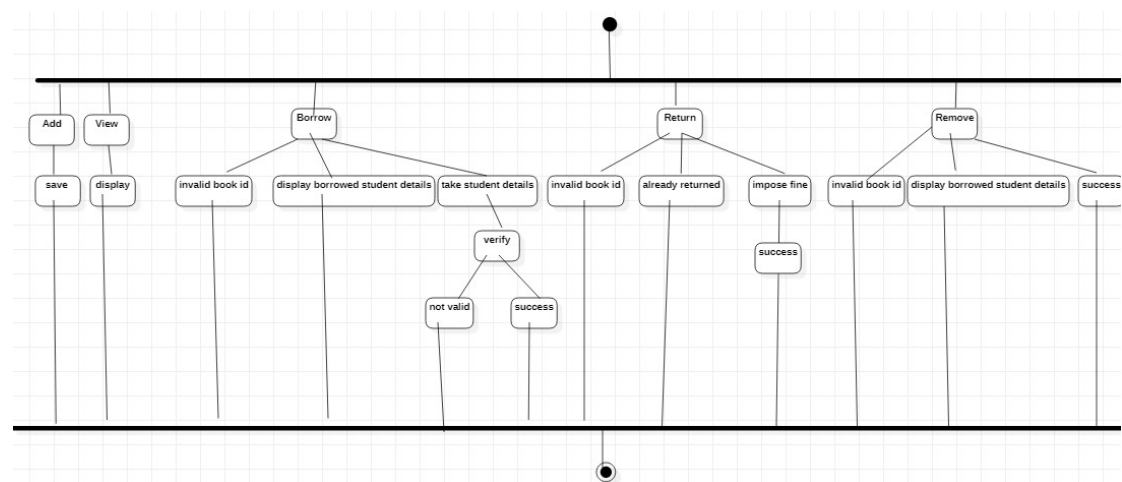 Add
View
Borrow
Return
Remove
save
display
invalid book id
display borrowed student details
take student details
invalid book id
already returned
impose fine
invalid book id
display borrowed student details
success
verify
success
not valid
success